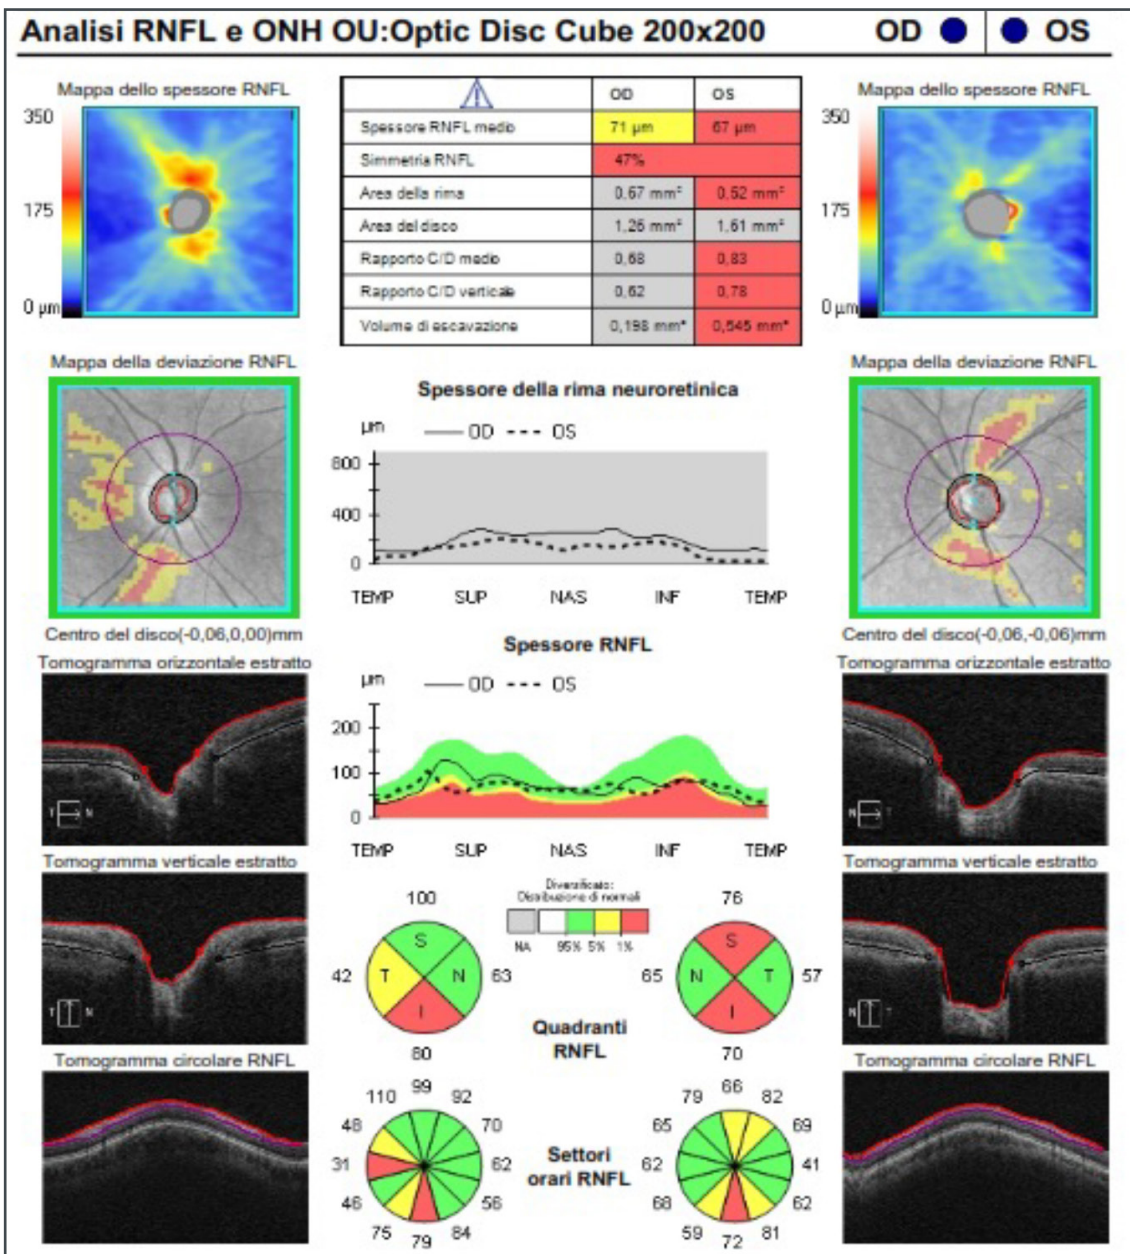 Analisi RNFL e ONH OU:Optic Disc Cube 200x200 OD OS
Mappa dello spessore RNFL
350
175
0 µm
OD OS
Spessore RNFL medio 71 µm 67 µm
Simmetria RNFL 47%
Area della rima 0,67 mm² 0,52 mm²
Area del disco 1,26 mm² 1,61 mm²
Rapporto C/D medio 0,68 0,83
Rapporto C/D verticale 0,62 0,78
Volume di escavazione 0,198 mm³ 0,545 mm³
Mappa dello spessore RNFL
350
175
0 µm
Mappa della deviazione RNFL
Centro del disco(-0,06,0,00)mm
Spessore della rima neuroretinica
µm OD OS
800
400
0
TEMP SUP NAS INF TEMP
Mappa della deviazione RNFL
Centro del disco(-0,06,-0,06)mm
Tomogramma orizzontale estratto
T N
Spessore RNFL
µm OD OS
200
100
0
TEMP SUP NAS INF TEMP
Tomogramma orizzontale estratto
N T
Tomogramma verticale estratto
T N
Diversificato:
Distribuzione di normali
NA 95% 5% 1%
100
S
42 T N 63
I
80
76
S
65 N T 57
I
70
Quadranti
RNFL
Tomogramma verticale estratto
N T
Tomogramma circolare RNFL
99
110 92
48 70
31 62
46 56
75 84
79
Settori
orari RNFL
66
79 82
65 69
62 41
68 62
59 81
72
Tomogramma circolare RNFL